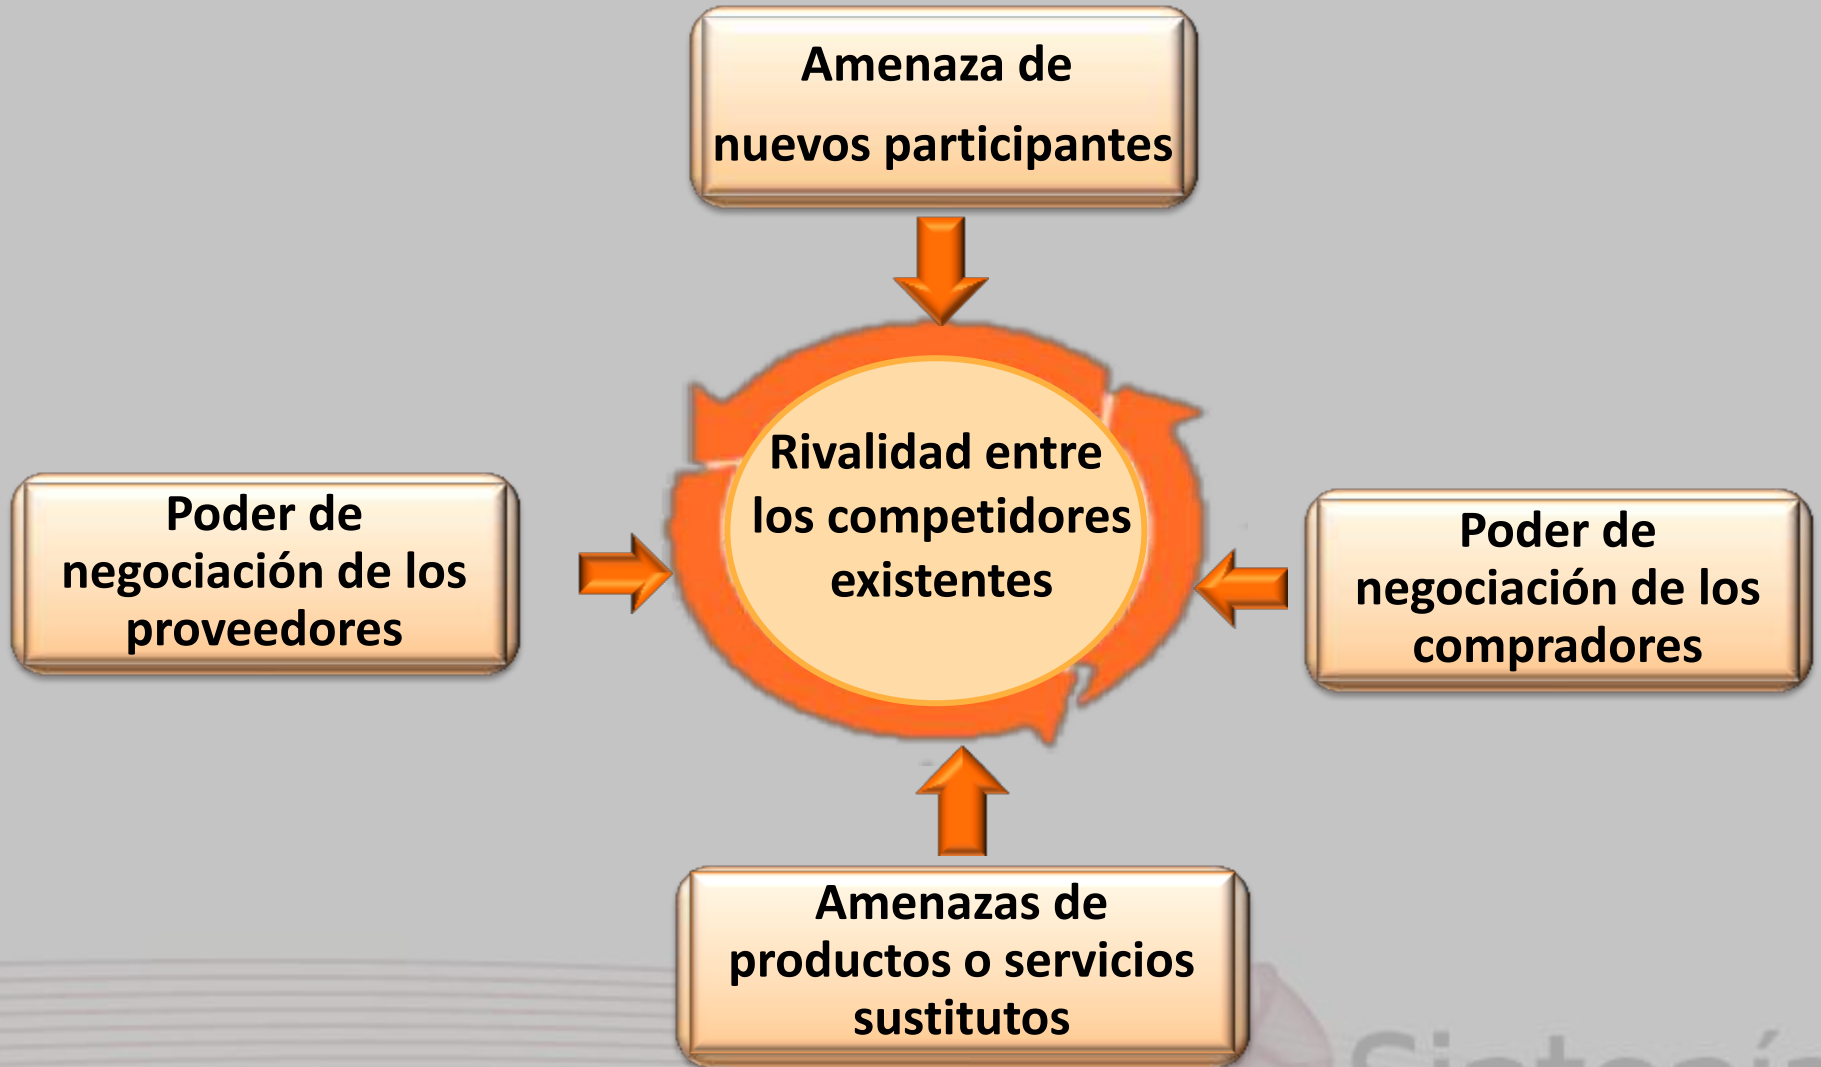 Amenaza de
nuevos participantes
Rivalidad entre
los competidores
existentes
Poder de
negociación de los
proveedores
Poder de
negociación de los
compradores
Amenazas de
productos o servicios
sustitutos